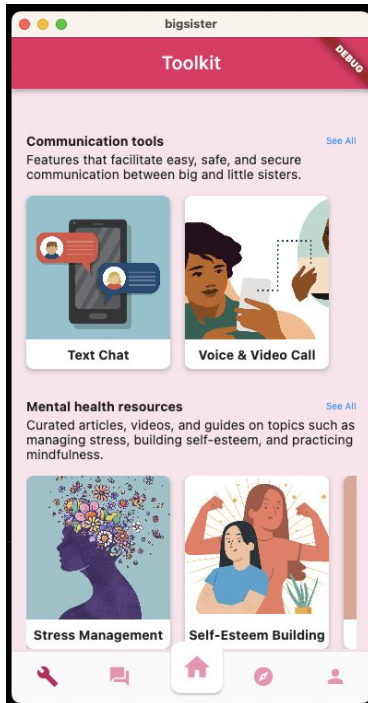 bigsister
Toolkit
DEBUG
Communication tools
See All
Features that facilitate easy, safe, and secure
communication between big and little sisters.
Text Chat
Voice & Video Call
Mental health resources
See All
Curated articles, videos, and guides on topics such as
managing stress, building self-esteem, and practicing
mindfulness.
Stress Management
Self-Esteem Building